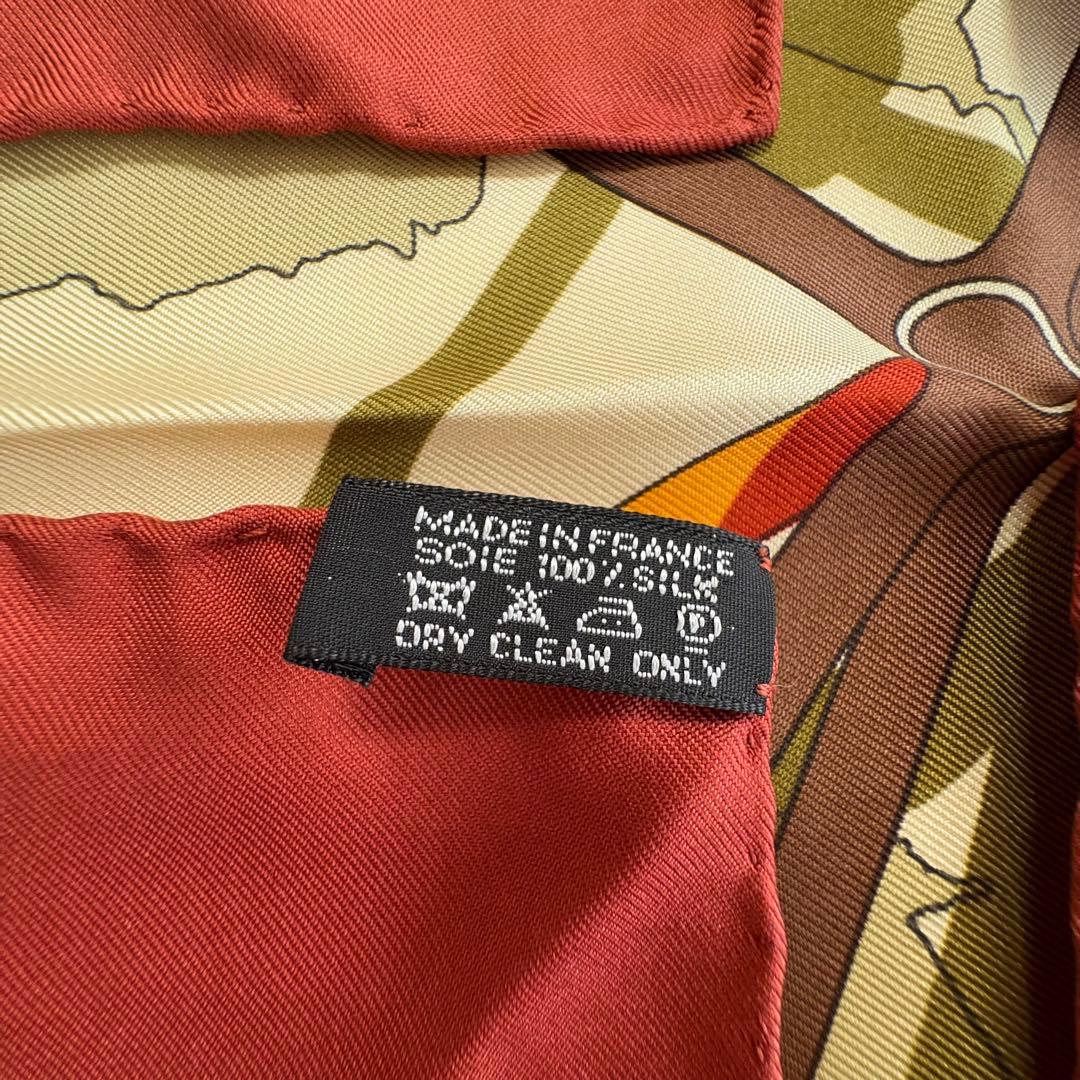 MADE IN FRANCE
SOIE 100% SILK
P
DRY CLEAN ONLY